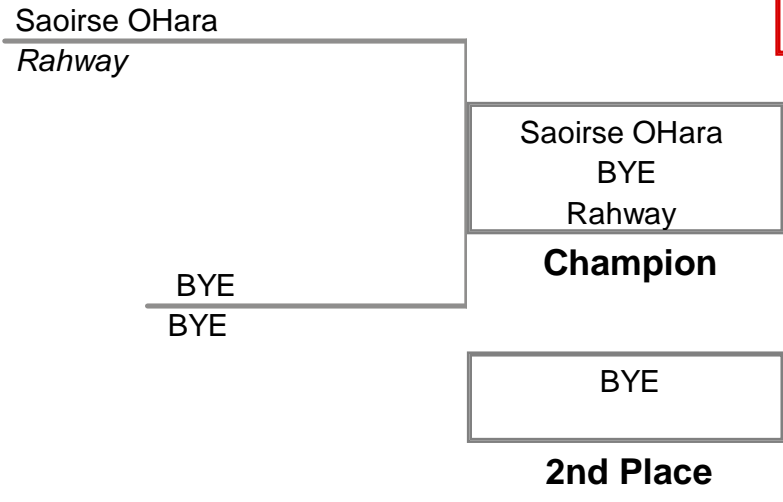 Saoirse OHara
Rahway
Saoirse OHara
BYE
Rahway
Champion
BYE
BYE
BYE
2nd Place